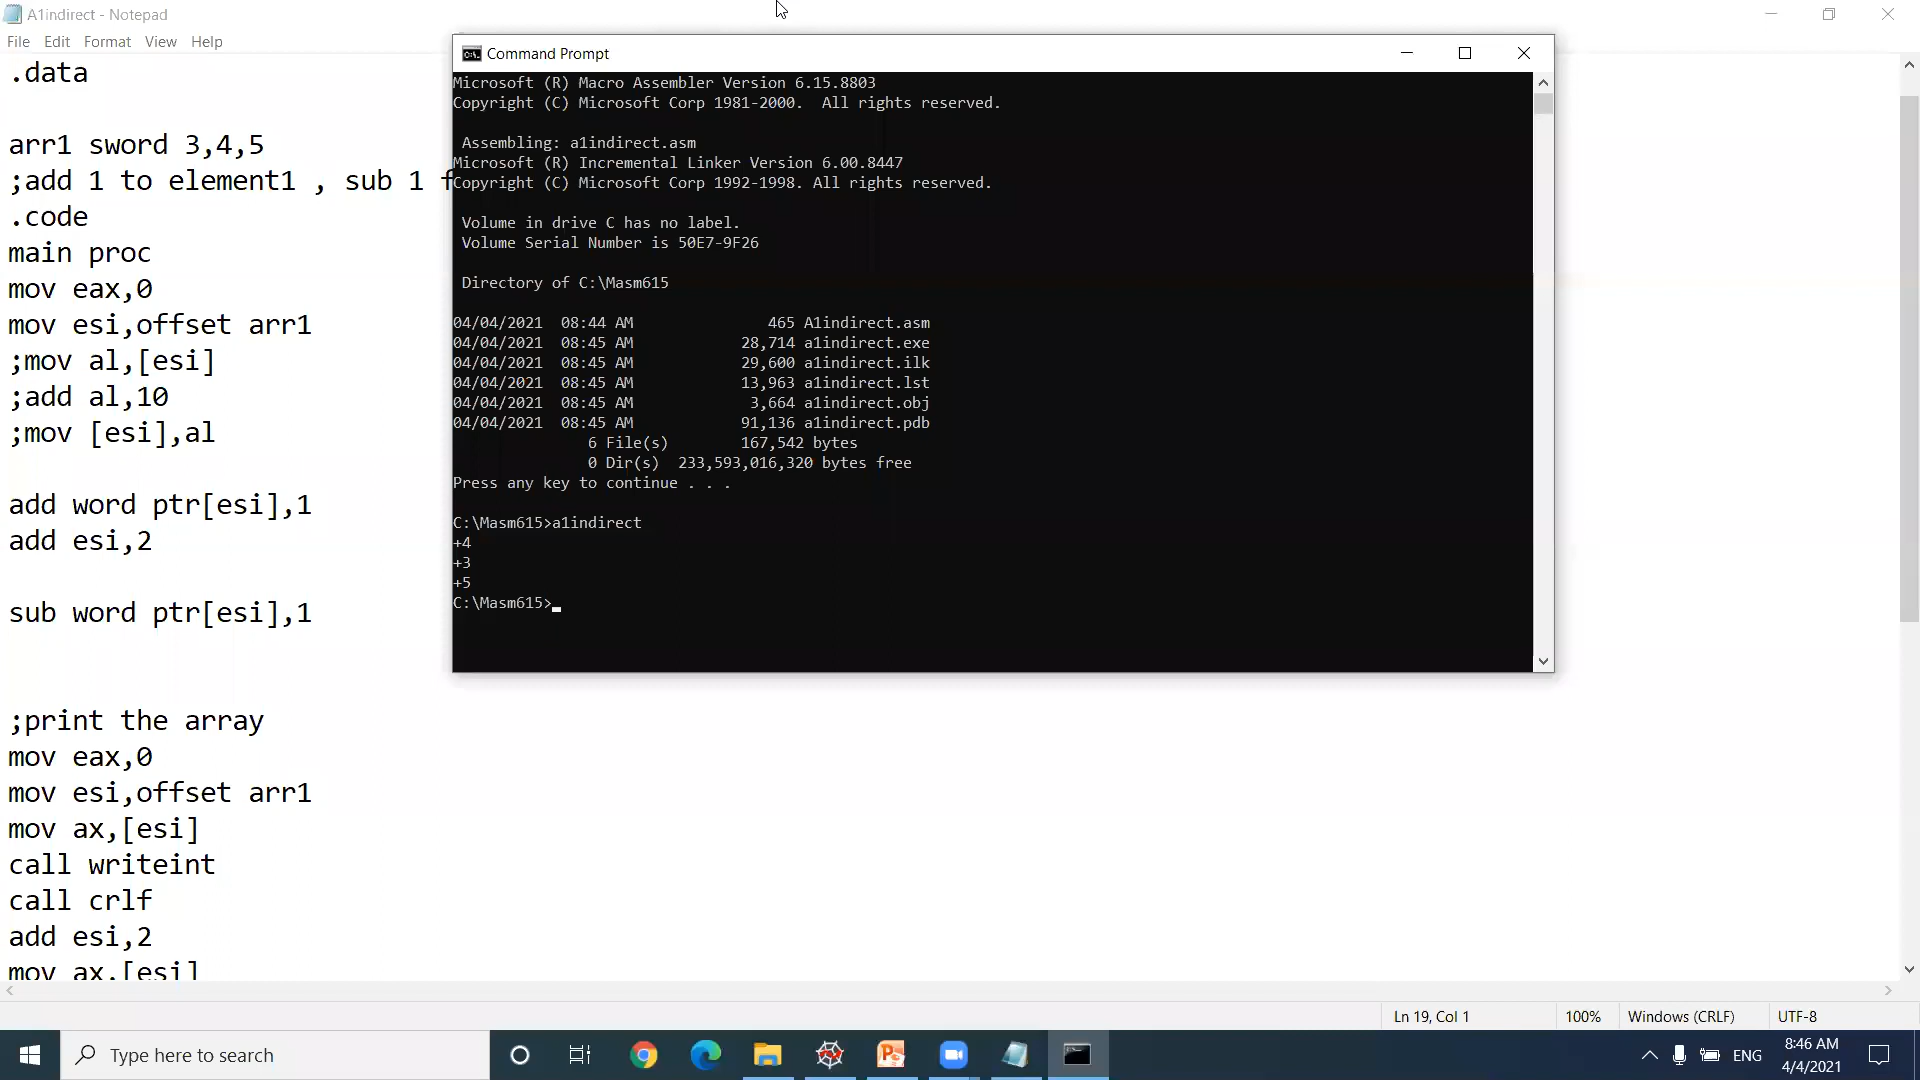 A1indirect - Notepad
File Edit Format View Help
.data
arr1 sword 3,4,5
;add 1 to element1 , sub 1 f
.code
main proc
mov eax,0
mov esi,offset arr1
;mov al,[esi]
;add al,10
;mov [esi],al
add word ptr[esi],1
add esi,2
sub word ptr[esi],1
;print the array
mov eax,0
mov esi,offset arr1
mov ax,[esi]
call writeint
call crlf
add esi,2
mov ax,[esi]
Command Prompt
Microsoft (R) Macro Assembler Version 6.15.8803
Copyright (C) Microsoft Corp 1981-2000.  All rights reserved.
Assembling: a1indirect.asm
Microsoft (R) Incremental Linker Version 6.00.8447
Copyright (C) Microsoft Corp 1992-1998. All rights reserved.
Volume in drive C has no label.
Volume Serial Number is 50E7-9F26
Directory of C:\Masm615
04/04/2021  08:44 AM               465 A1indirect.asm
04/04/2021  08:45 AM            28,714 a1indirect.exe
04/04/2021  08:45 AM            29,600 a1indirect.ilk
04/04/2021  08:45 AM            13,963 a1indirect.lst
04/04/2021  08:45 AM             3,664 a1indirect.obj
04/04/2021  08:45 AM            91,136 a1indirect.pdb
6 File(s)        167,542 bytes
0 Dir(s)  233,593,016,320 bytes free
Press any key to continue . . .
C:\Masm615>a1indirect
+4
+3
+5
C:\Masm615>
Ln 19, Col 1 100% Windows (CRLF) UTF-8
Type here to search
ENG
8:46 AM
4/4/2021